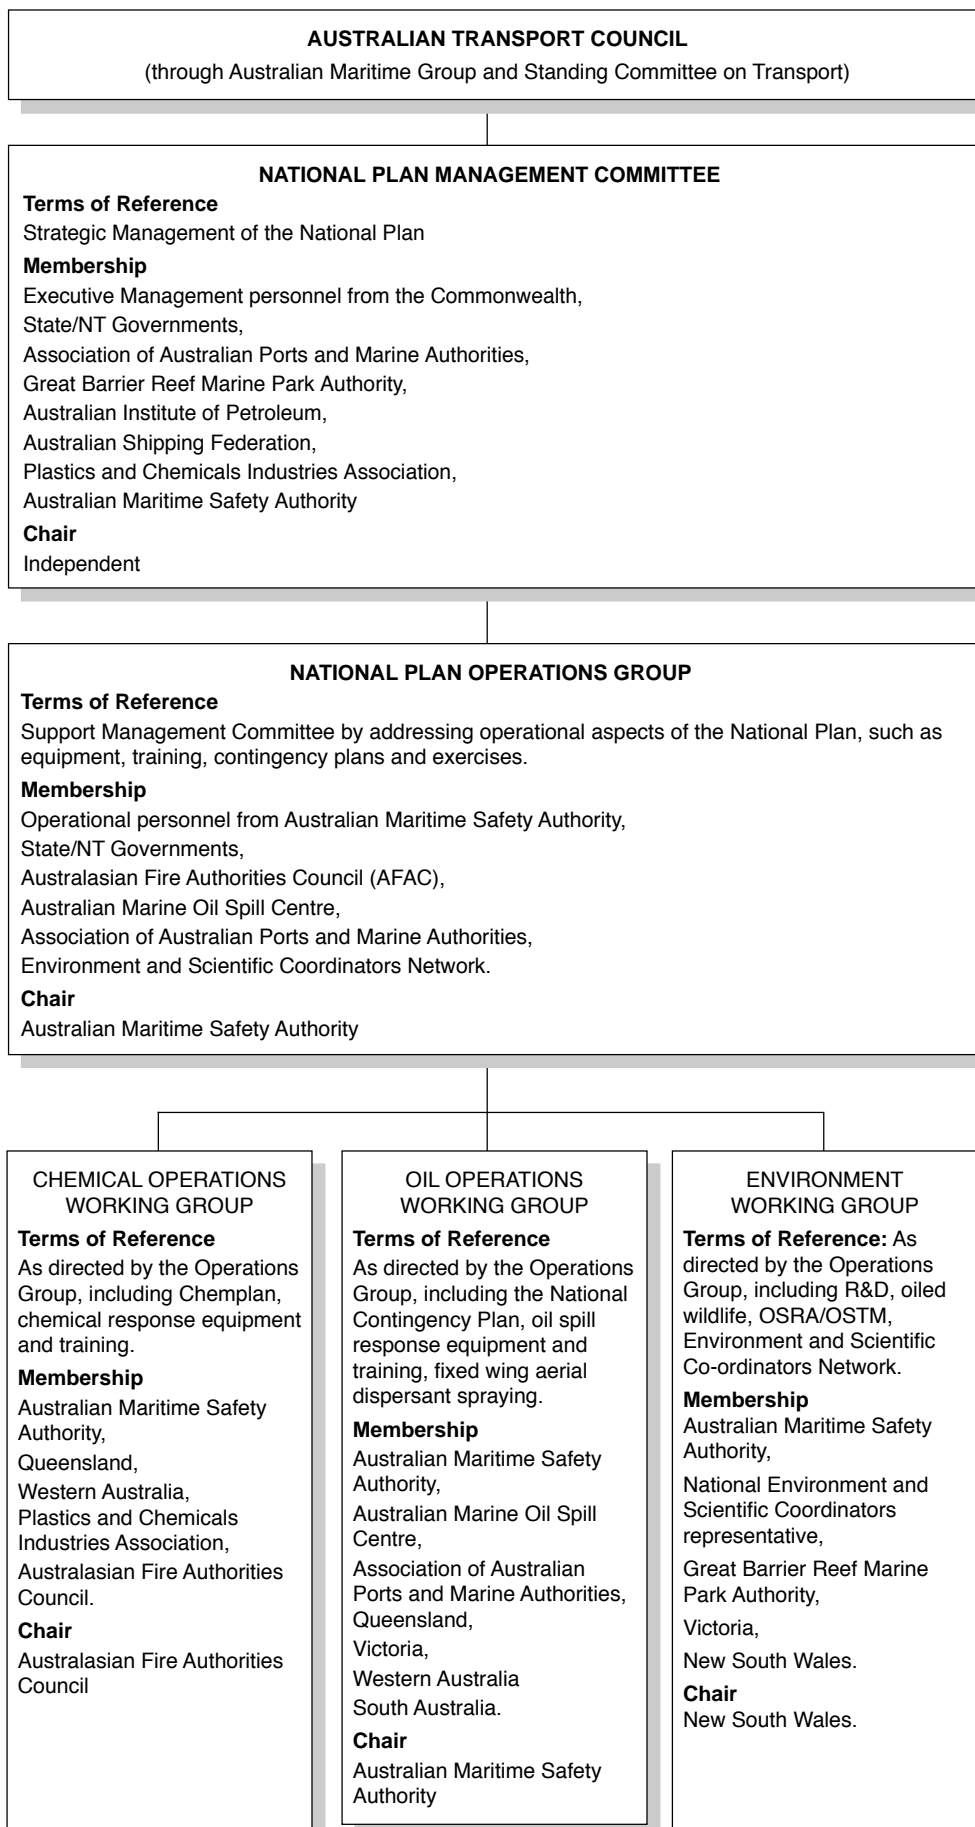 AUSTRALIAN TRANSPORT COUNCIL
(through Australian Maritime Group and Standing Committee on Transport)
NATIONAL PLAN MANAGEMENT COMMITTEE
Terms of Reference
Strategic Management of the National Plan
Membership
Executive Management personnel from the Commonwealth,
State/NT Governments,
Association of Australian Ports and Marine Authorities,
Great Barrier Reef Marine Park Authority,
Australian Institute of Petroleum,
Australian Shipping Federation,
Plastics and Chemicals Industries Association,
Australian Maritime Safety Authority
Chair
Independent
NATIONAL PLAN OPERATIONS GROUP
Terms of Reference
Support Management Committee by addressing operational aspects of the National Plan, such as
equipment, training, contingency plans and exercises.
Membership
Operational personnel from Australian Maritime Safety Authority,
State/NT Governments,
Australasian Fire Authorities Council (AFAC),
Australian Marine Oil Spill Centre,
Association of Australian Ports and Marine Authorities,
Environment and Scientific Coordinators Network.
Chair
Australian Maritime Safety Authority
CHEMICAL OPERATIONS
WORKING GROUP
Terms of Reference
As directed by the Operations
Group, including Chemplan,
chemical response equipment
and training.
Membership
Australian Maritime Safety
Authority,
Queensland,
Western Australia,
Plastics and Chemicals
Industries Association,
Australasian Fire Authorities
Council.
Chair
Australasian Fire Authorities
Council
OIL OPERATIONS
WORKING GROUP
Terms of Reference
As directed by the Operations
Group, including the National
Contingency Plan, oil spill
response equipment and
training, fixed wing aerial
dispersant spraying.
Membership
Australian Maritime Safety
Authority,
Australian Marine Oil Spill
Centre,
Association of Australian
Ports and Marine Authorities,
Queensland,
Victoria,
Western Australia
South Australia.
Chair
Australian Maritime Safety
Authority
ENVIRONMENT
WORKING GROUP
Terms of Reference: As
directed by the Operations
Group, including R&D, oiled
wildlife, OSRA/OSTM,
Environment and Scientific
Co-ordinators Network.
Membership
Australian Maritime Safety
Authority,
National Environment and
Scientific Coordinators
representative,
Great Barrier Reef Marine
Park Authority,
Victoria,
New South Wales.
Chair
New South Wales.